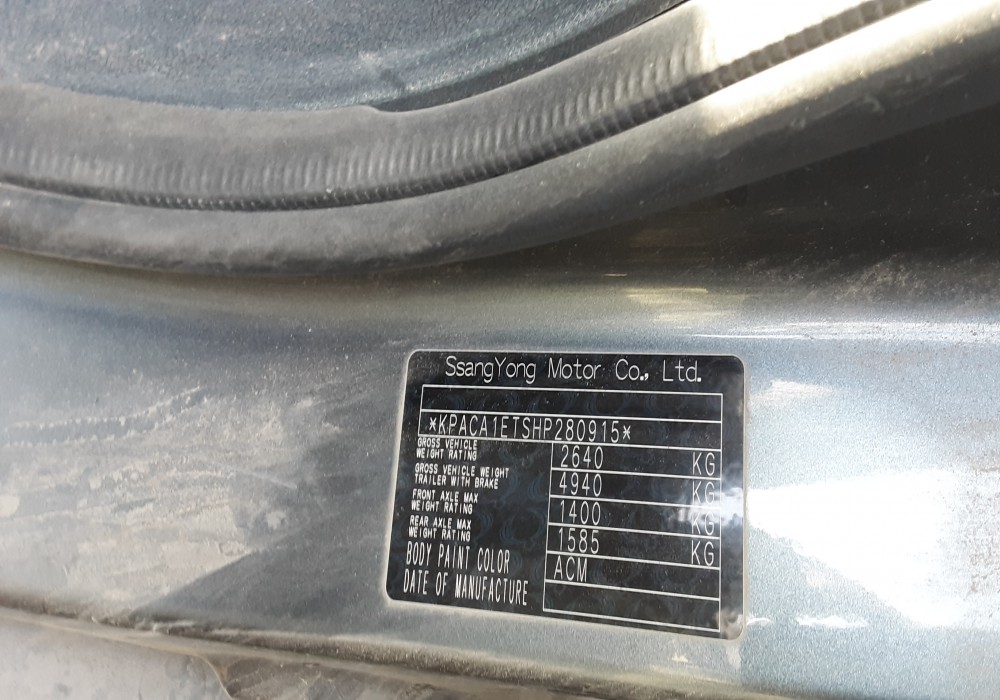 SsangYong Motor Co., Ltd.
*KPACA1ETSHP280915*
GROSS VEHICLE
WEIGHT RATING 2640 KG
GROSS VEHICLE WEIGHT
TRAILER WITH BRAKE 4940 KG
FRONT AXLE MAX
WEIGHT RATING 1400 KG
REAR AXLE MAX
WEIGHT RATING 1585 KG
BODY PAINT COLOR ACM
DATE OF MANUFACTURE